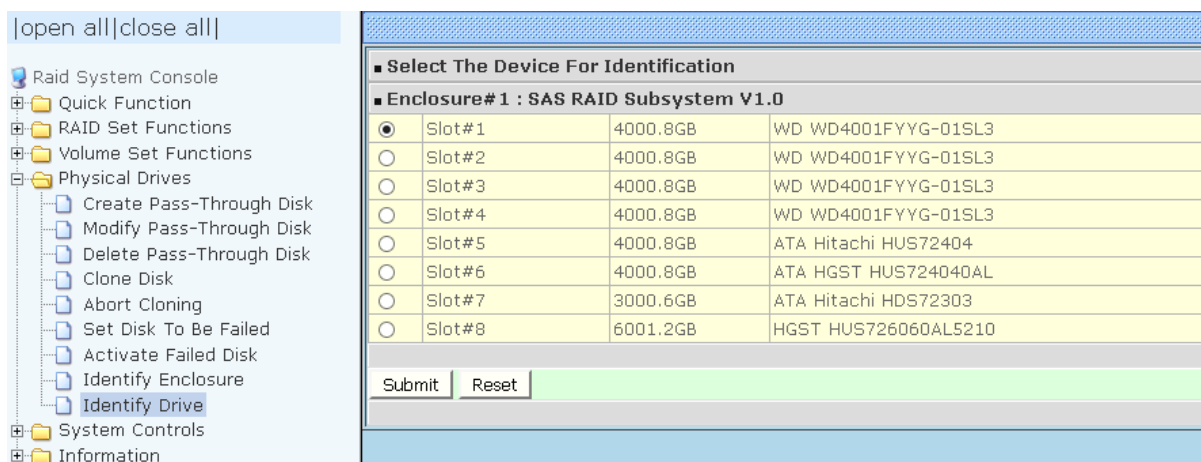 |open all|close all|
Raid System Console
Quick Function
RAID Set Functions
Volume Set Functions
Physical Drives
Create Pass-Through Disk
Modify Pass-Through Disk
Delete Pass-Through Disk
Clone Disk
Abort Cloning
Set Disk To Be Failed
Activate Failed Disk
Identify Enclosure
Identify Drive
System Controls
Information
Select The Device For Identification
Enclosure#1 : SAS RAID Subsystem V1.0
Slot#1 4000.8GB WD WD4001FYYG-01SL3
Slot#2 4000.8GB WD WD4001FYYG-01SL3
Slot#3 4000.8GB WD WD4001FYYG-01SL3
Slot#4 4000.8GB WD WD4001FYYG-01SL3
Slot#5 4000.8GB ATA Hitachi HUS72404
Slot#6 4000.8GB ATA HGST HUS724040AL
Slot#7 3000.6GB ATA Hitachi HDS72303
Slot#8 6001.2GB HGST HUS726060AL5210
Submit Reset